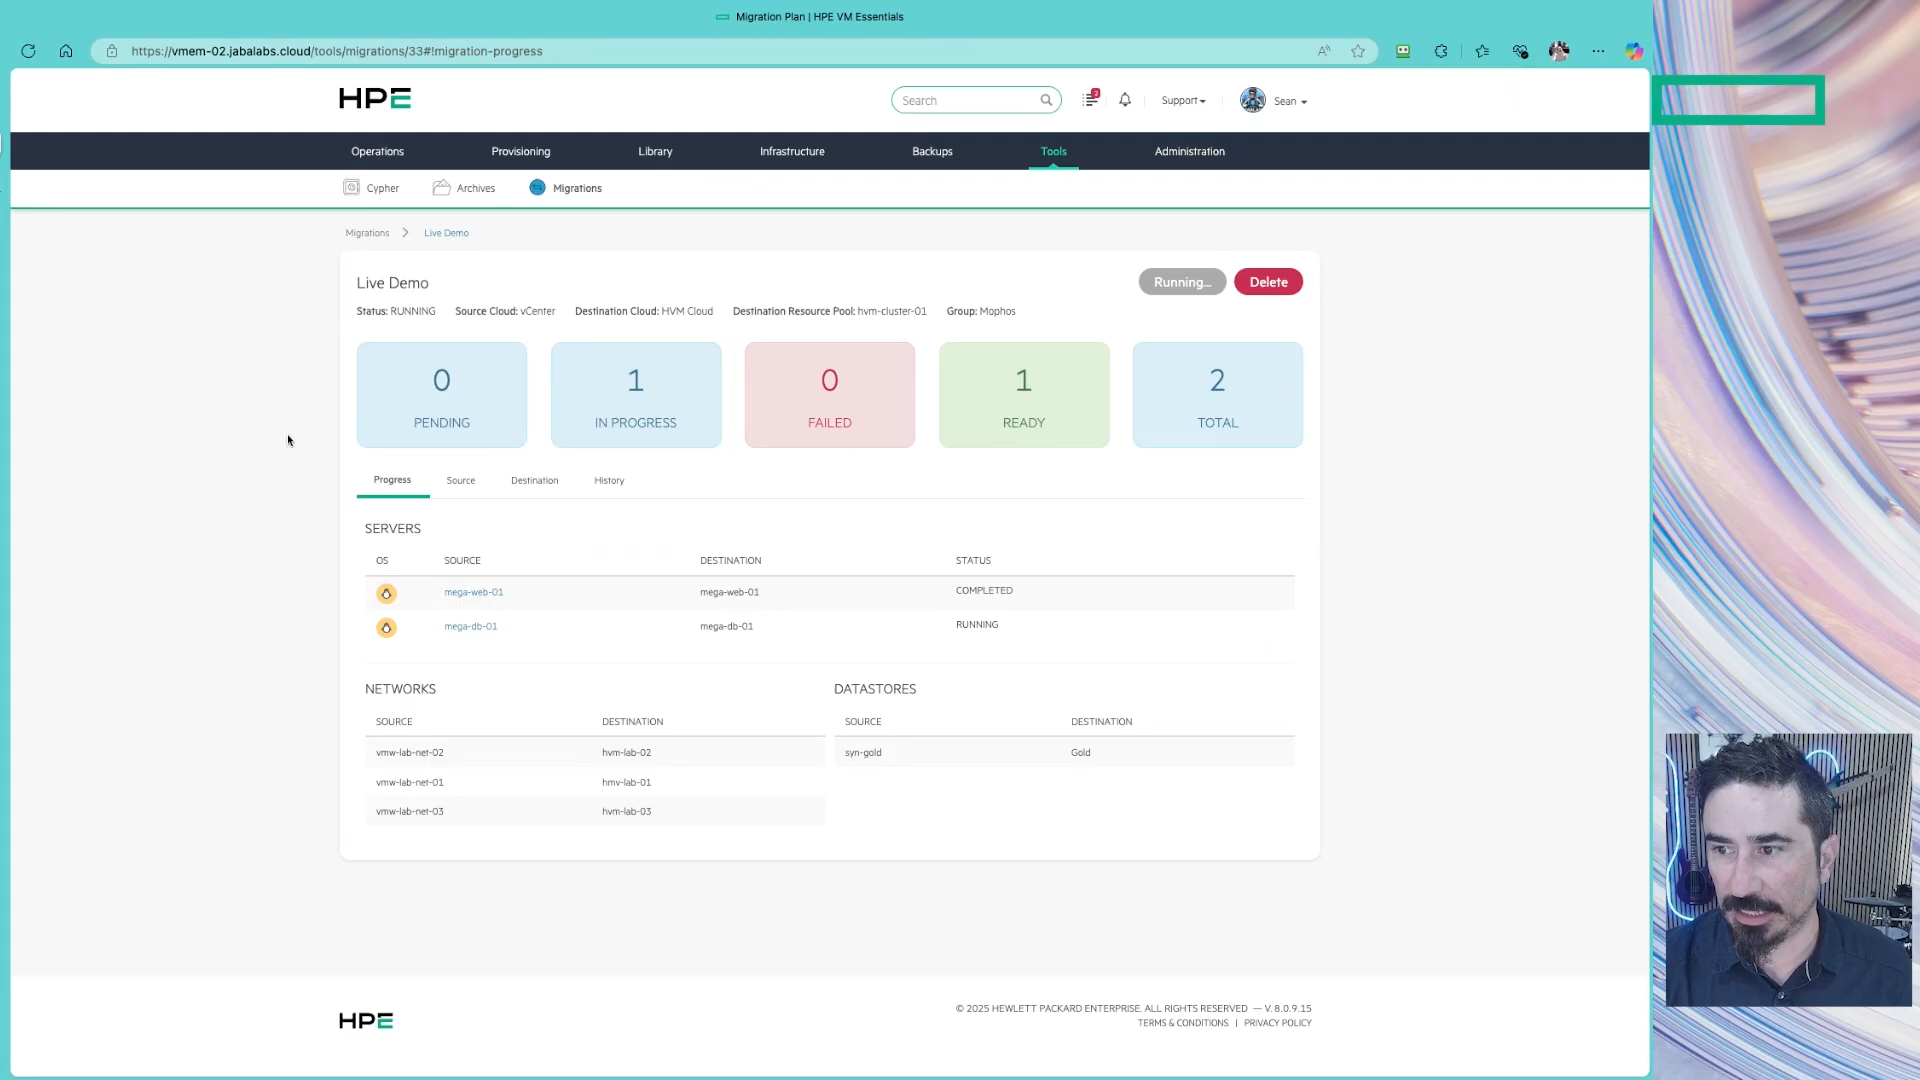 Migration Plan | HPE VM Essentials
https://vmem-02.jabalabs.cloud/tools/migrations/33#!migration-progress
HPE
Search
2
Support
Sean
Operations
Provisioning
Library
Infrastructure
Backups
Tools
Administration
Cypher
Archives
Migrations
Migrations
Live Demo
Live Demo
Running...
Delete
Status: RUNNING
Source Cloud: vCenter
Destination Cloud: HVM Cloud
Destination Resource Pool: hvm-cluster-01
Group: Mophos
0
PENDING
1
IN PROGRESS
0
FAILED
1
READY
2
TOTAL
Progress
Source
Destination
History
SERVERS
OS SOURCE DESTINATION STATUS
mega-web-01 mega-web-01 COMPLETED
mega-db-01 mega-db-01 RUNNING
NETWORKS
SOURCE DESTINATION
vmw-lab-net-02 hvm-lab-02
vmw-lab-net-01 hmv-lab-01
vmw-lab-net-03 hvm-lab-03
DATASTORES
SOURCE DESTINATION
syn-gold Gold
HPE
© 2025 HEWLETT PACKARD ENTERPRISE. ALL RIGHTS RESERVED — V. 8.0.9.15
TERMS & CONDITIONS | PRIVACY POLICY